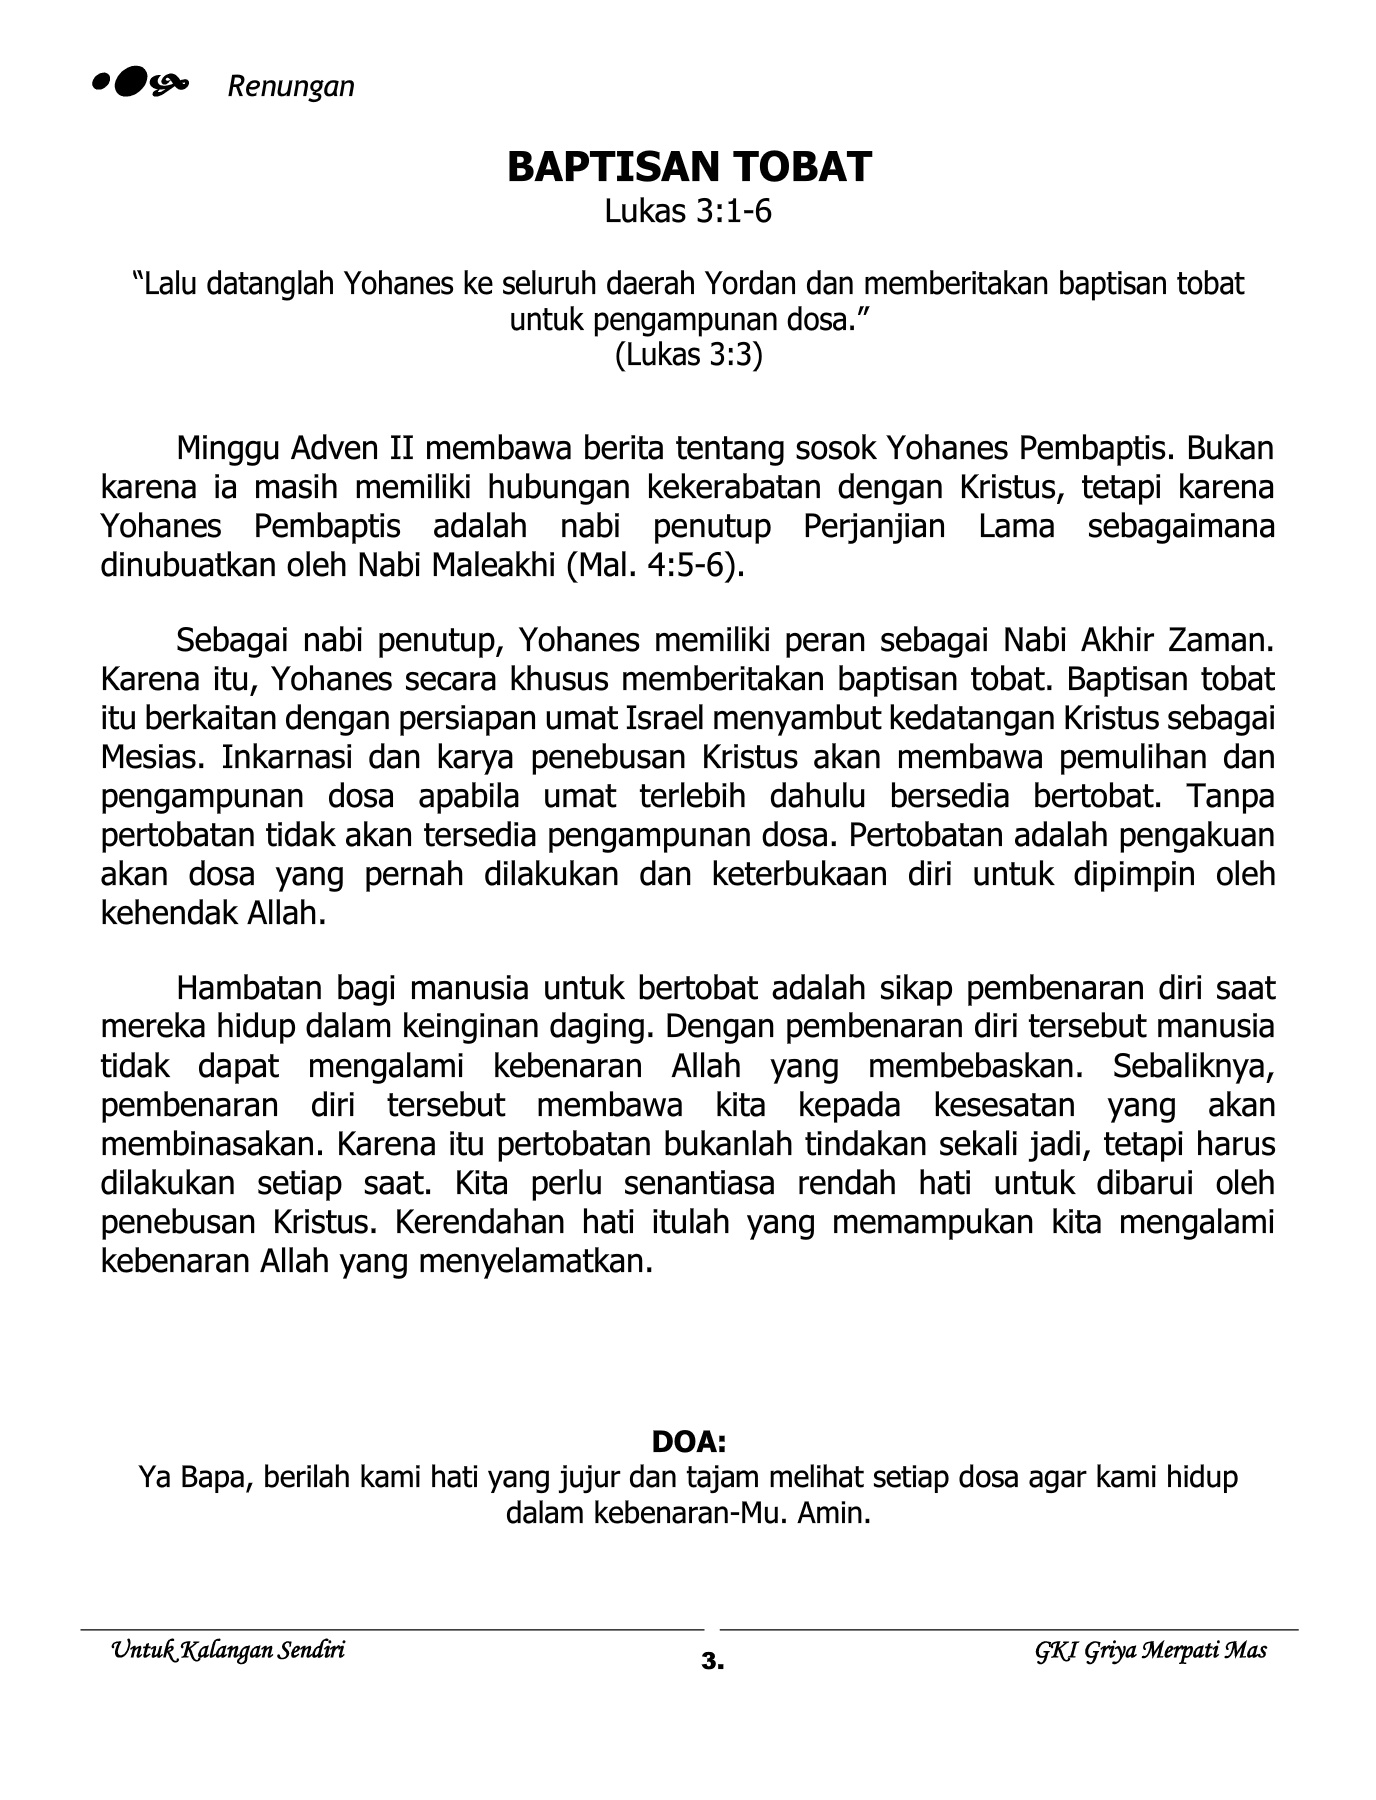 Renungan
BAPTISAN TOBAT
Lukas 3:1-6
“Lalu datanglah Yohanes ke seluruh daerah Yordan dan memberitakan baptisan tobat
untuk pengampunan dosa.”
(Lukas 3:3)
Minggu Adven II membawa berita tentang sosok Yohanes Pembaptis. Bukan
karena ia masih memiliki hubungan kekerabatan dengan Kristus, tetapi karena
Yohanes Pembaptis adalah nabi penutup Perjanjian Lama sebagaimana
dinubuatkan oleh Nabi Maleakhi (Mal. 4:5-6).
Sebagai nabi penutup, Yohanes memiliki peran sebagai Nabi Akhir Zaman.
Karena itu, Yohanes secara khusus memberitakan baptisan tobat. Baptisan tobat
itu berkaitan dengan persiapan umat Israel menyambut kedatangan Kristus sebagai
Mesias. Inkarnasi dan karya penebusan Kristus akan membawa pemulihan dan
pengampunan dosa apabila umat terlebih dahulu bersedia bertobat. Tanpa
pertobatan tidak akan tersedia pengampunan dosa. Pertobatan adalah pengakuan
akan dosa yang pernah dilakukan dan keterbukaan diri untuk dipimpin oleh
kehendak Allah.
Hambatan bagi manusia untuk bertobat adalah sikap pembenaran diri saat
mereka hidup dalam keinginan daging. Dengan pembenaran diri tersebut manusia
tidak dapat mengalami kebenaran Allah yang membebaskan. Sebaliknya,
pembenaran diri tersebut membawa kita kepada kesesatan yang akan
membinasakan. Karena itu pertobatan bukanlah tindakan sekali jadi, tetapi harus
dilakukan setiap saat. Kita perlu senantiasa rendah hati untuk dibarui oleh
penebusan Kristus. Kerendahan hati itulah yang memampukan kita mengalami
kebenaran Allah yang menyelamatkan.
DOA:
Ya Bapa, berilah kami hati yang jujur dan tajam melihat setiap dosa agar kami hidup
dalam kebenaran-Mu. Amin.
Untuk Kalangan Sendiri
3.
GKI Griya Merpati Mas